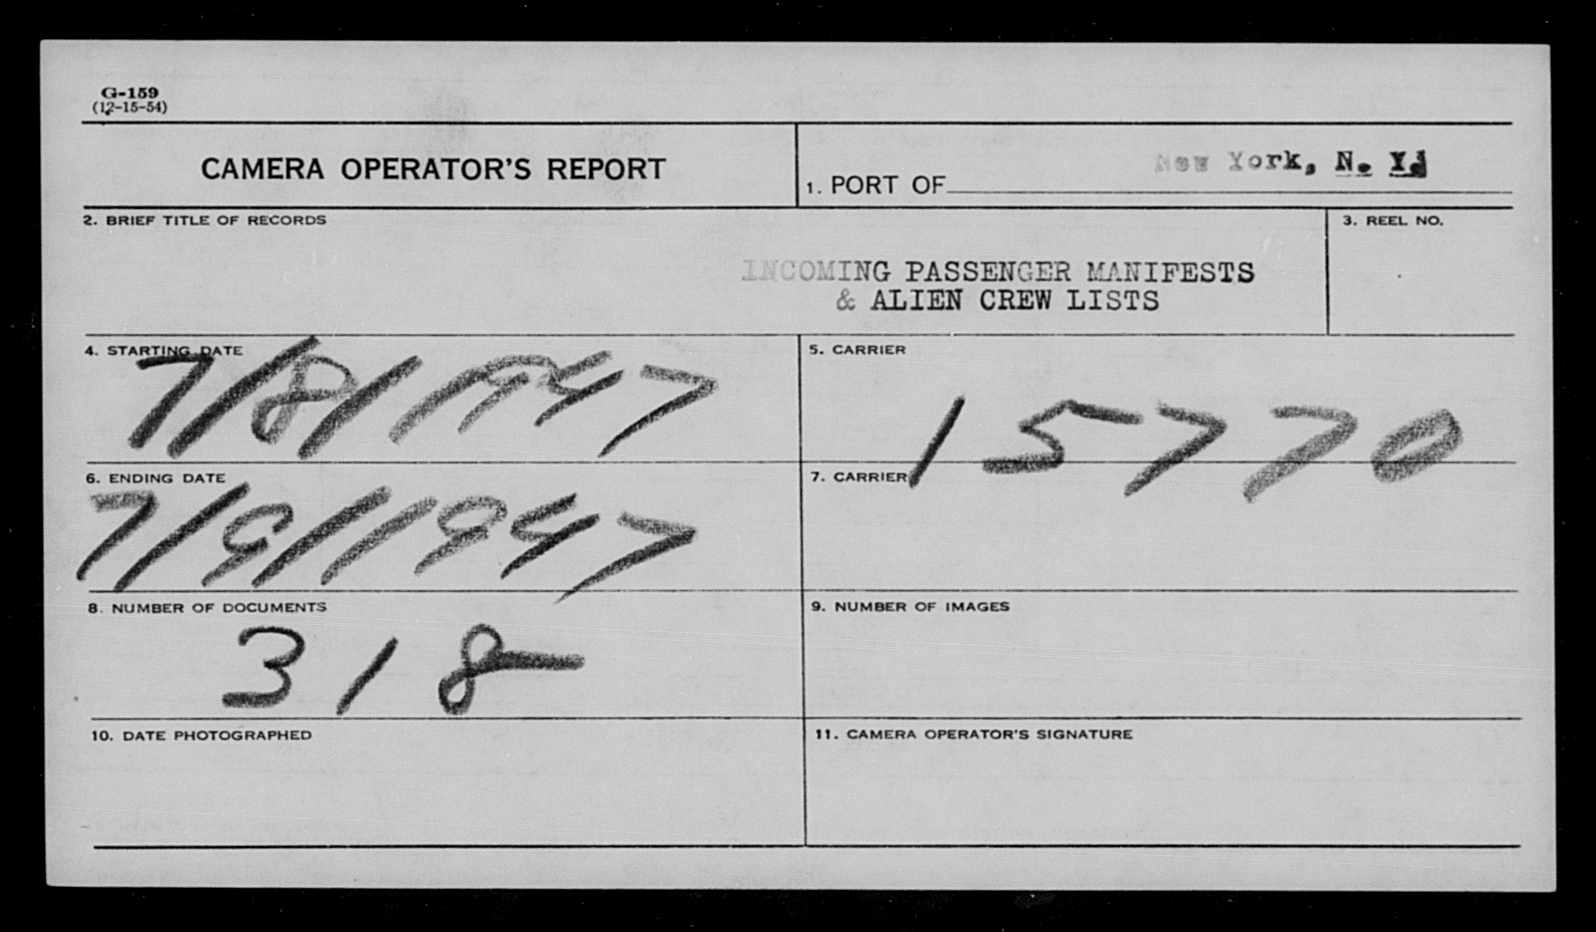 G-159
(12-15-54)
CAMERA OPERATOR'S REPORT
1. PORT OF New York, N. Y.
2. BRIEF TITLE OF RECORDS
3. REEL NO.
INCOMING PASSENGER MANIFESTS
& ALIEN CREW LISTS
4. STARTING DATE
7/8/1947
5. CARRIER
15770
6. ENDING DATE
7/9/1947
7. CARRIER
8. NUMBER OF DOCUMENTS
318
9. NUMBER OF IMAGES
10. DATE PHOTOGRAPHED
11. CAMERA OPERATOR'S SIGNATURE